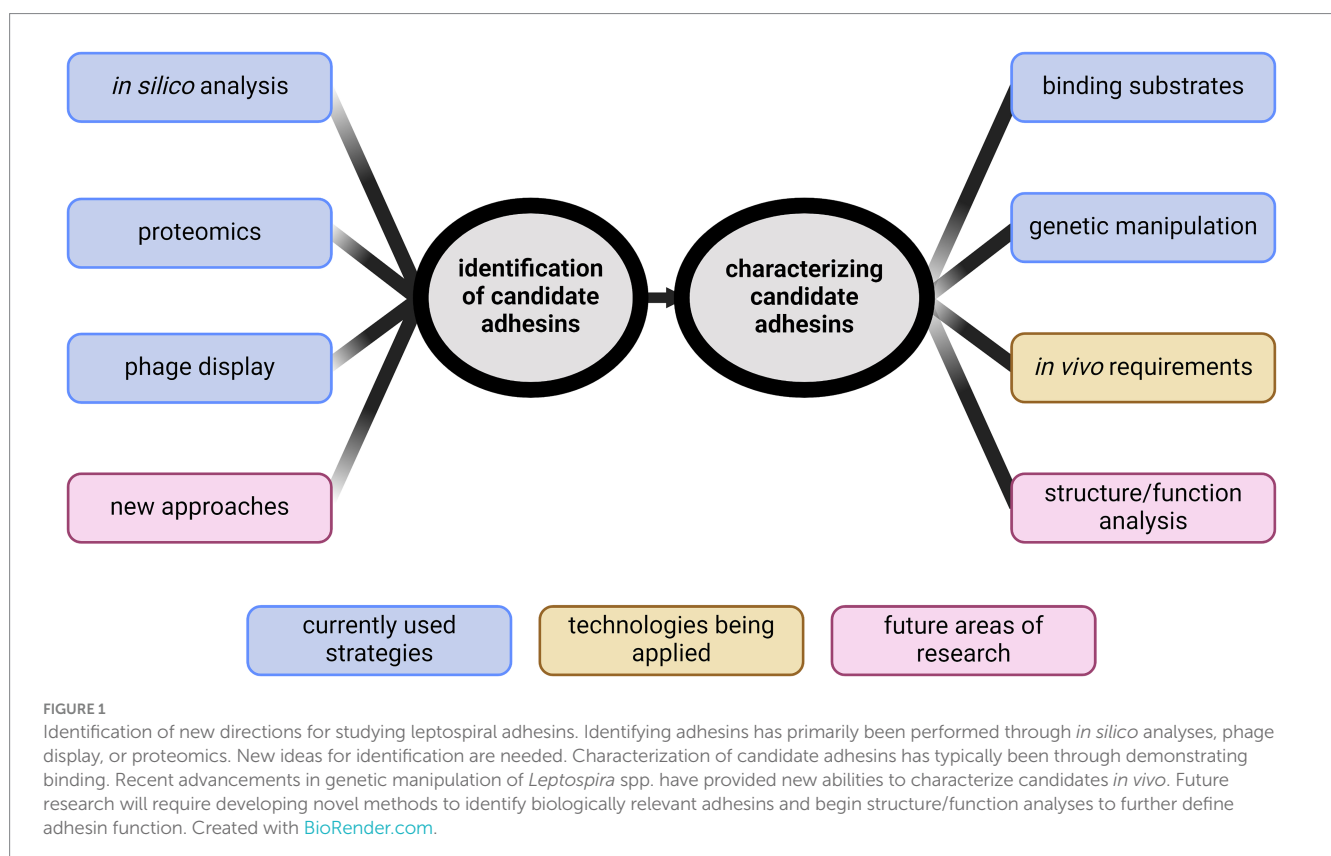 in silico analysis
proteomics
phage display
new approaches
identification
of candidate
adhesins
characterizing
candidate
adhesins
binding substrates
genetic manipulation
in vivo requirements
structure/function
analysis
currently used
strategies
technologies being
applied
future areas of
research
FIGURE 1
Identification of new directions for studying leptospiral adhesins. Identifying adhesins has primarily been performed through in silico analyses, phage
display, or proteomics. New ideas for identification are needed. Characterization of candidate adhesins has typically been through demonstrating
binding. Recent advancements in genetic manipulation of Leptospira spp. have provided new abilities to characterize candidates in vivo. Future
research will require developing novel methods to identify biologically relevant adhesins and begin structure/function analyses to further define
adhesin function. Created with BioRender.com.